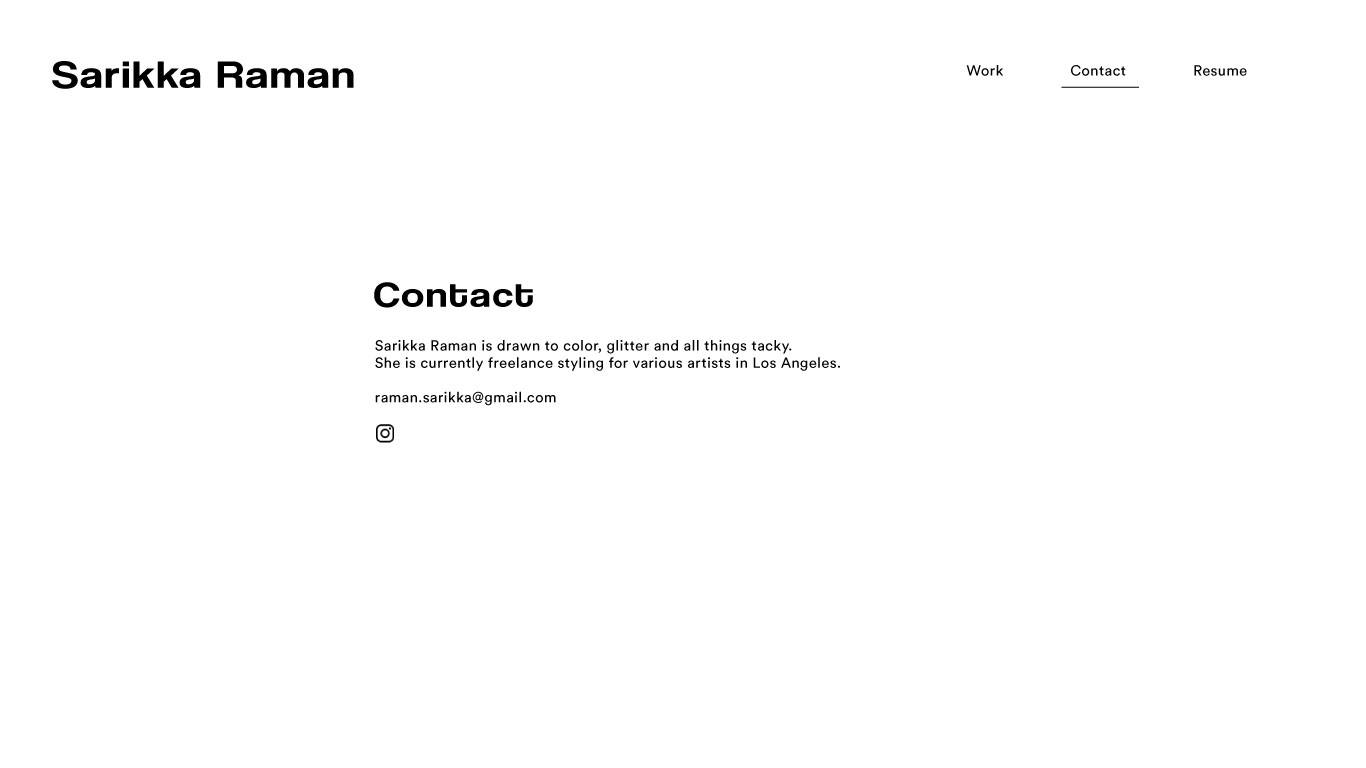 Sarikka Raman
Work
Contact
Resume
Contact
Sarikka Raman is drawn to color, glitter and all things tacky.
She is currently freelance styling for various artists in Los Angeles.
raman.sarikka@gmail.com